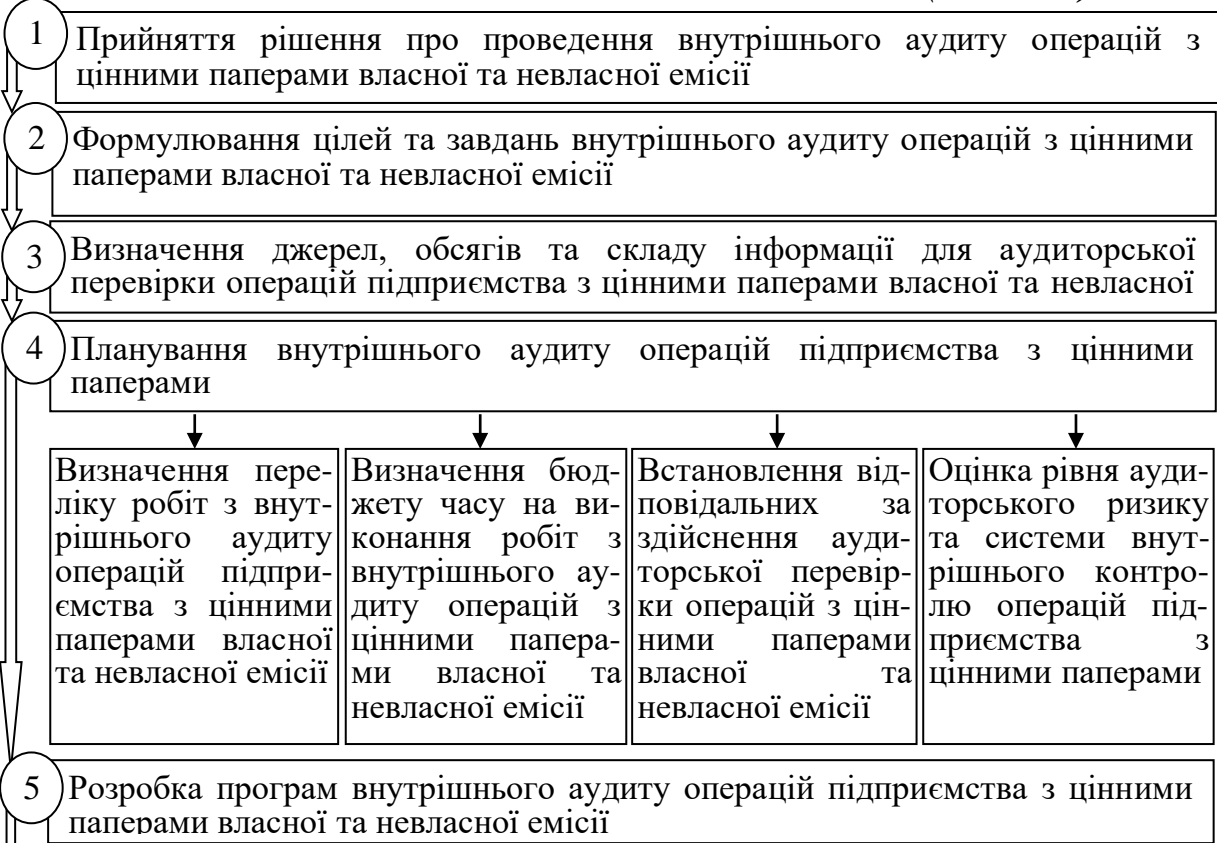 1
Прийняття рішення про проведення внутрішнього аудиту операцій з
цінними паперами власної та невласної емісії
2
Формулювання цілей та завдань внутрішнього аудиту операцій з цінними
паперами власної та невласної емісії
3
Визначення джерел, обсягів та складу інформації для аудиторської
перевірки операцій підприємства з цінними паперами власної та невласної
4
Планування внутрішнього аудиту операцій підприємства з цінними
паперами
Визначення пере-
ліку робіт з внут-
рішнього аудиту
операцій підпри-
ємства з цінними
паперами власної
та невласної емісії
Визначення бюд-
жету часу на ви-
конання робіт з
внутрішнього ау-
диту операцій з
цінними папера-
ми власної та
невласної емісії
Встановлення від-
повідальних за
здійснення ауди-
торської перевір-
ки операцій з цін-
ними паперами
власної та
невласної емісії
Оцінка рівня ауди-
торського ризику
та системи внут-
рішнього контро-
лю операцій під-
приємства з
цінними паперами
5
Розробка програм внутрішнього аудиту операцій підприємства з цінними
паперами власної та невласної емісії